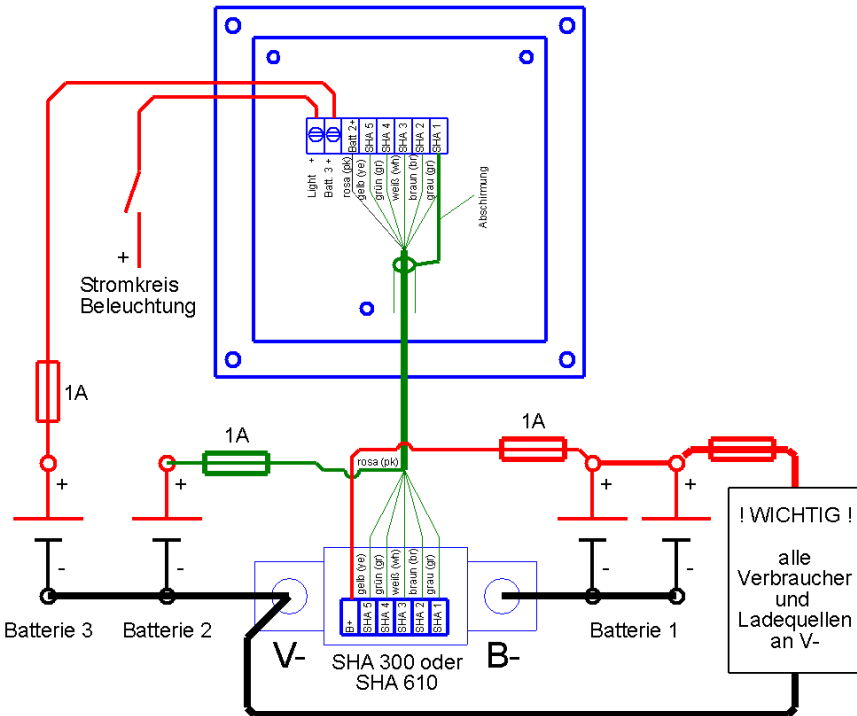 Light +
Batt. 3 +
Batt 2+
SHA 5
SHA 4
SHA 3
SHA 2
SHA 1
rosa (pk)
gelb (ye)
grün (gr)
weiß (wh)
braun (br)
grau (gr)
Abschirmung
+
Stromkreis
Beleuchtung
1A
1A
1A
rosa (pk)
+
+
+
+
-
-
-
-
! WICHTIG !
alle
Verbraucher
und
Ladequellen
an V-
gelb (ye)
grün (gr)
weiß (wh)
braun (br)
grau (gr)
B+
SHA 5
SHA 4
SHA 3
SHA 2
SHA 1
Batterie 3
Batterie 2
V-
B-
Batterie 1
SHA 300 oder
SHA 610